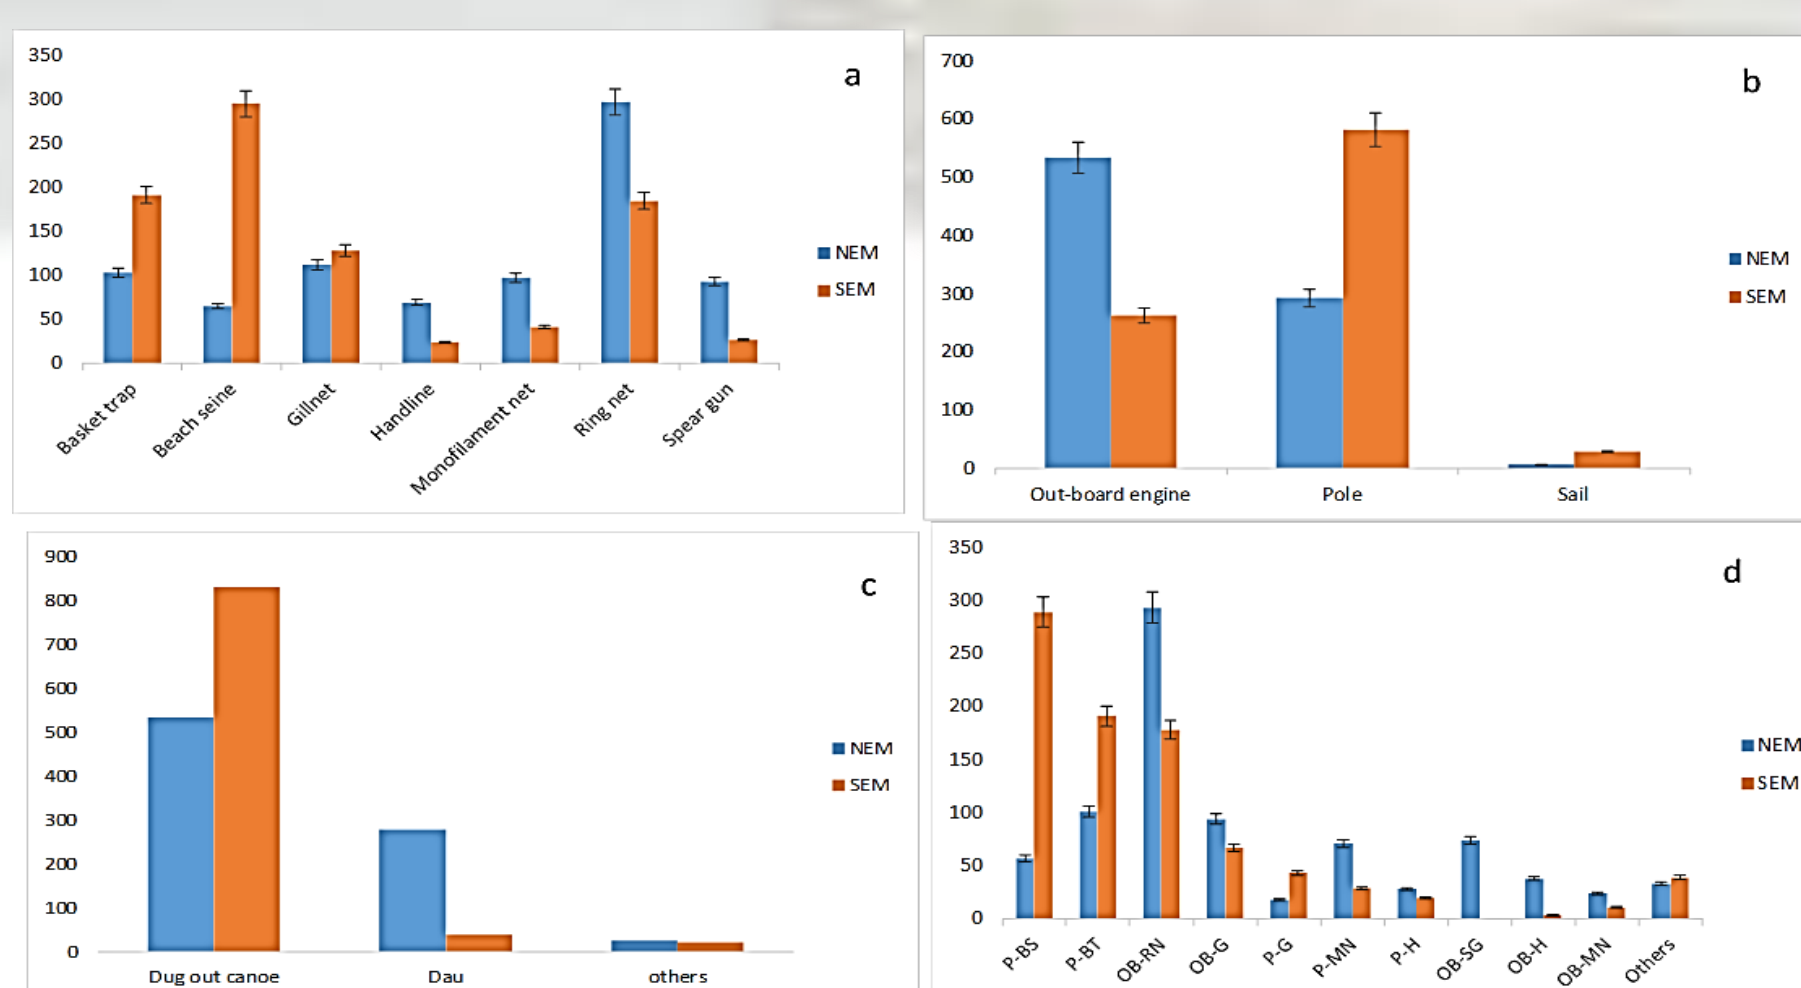 a
350
300
250
200
150
100
50
0
Basket trap
Beach seine
Gillnet
Handline
Monofilament net
Ring net
Spear gun
NEM
SEM
b
700
600
500
400
300
200
100
0
Out-board engine
Pole
Sail
NEM
SEM
c
900
800
700
600
500
400
300
200
100
0
Dug out canoe
Dau
others
NEM
SEM
d
350
300
250
200
150
100
50
0
P-BS
P-BT
OB-RN
OB-G
P-G
P-MN
P-H
OB-SG
OB-H
OB-MN
Others
NEM
SEM